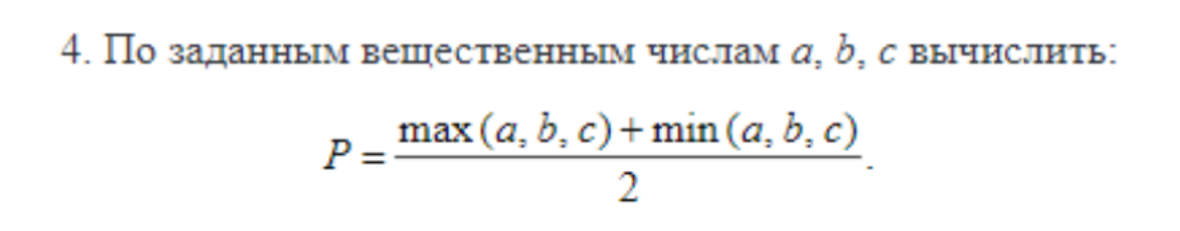 4. По заданным вещественным числам a, b, c вычислить:
P = max (a, b, c) + min (a, b, c) / 2 .